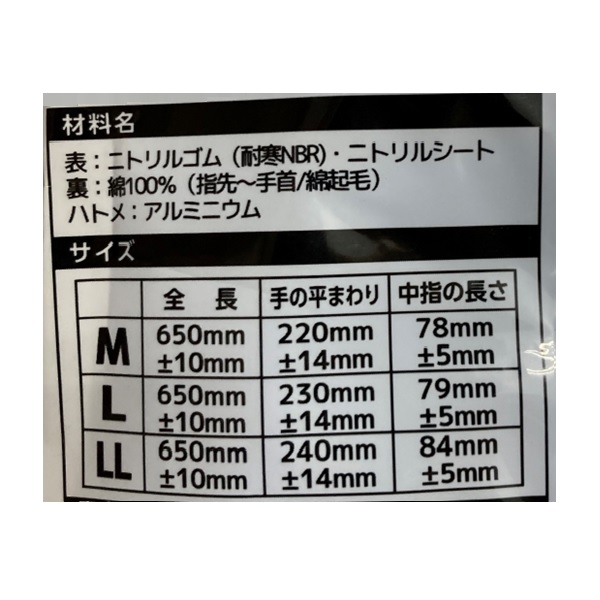 材料名
表：ニトリルゴム（耐寒NBR）・ニトリルシート
裏：綿100%（指先～手首/綿起毛）
ハトメ：アルミニウム
サイズ
全 長 手の平まわり 中指の長さ
M 650mm ±10mm 220mm ±14mm 78mm ±5mm
L 650mm ±10mm 230mm ±14mm 79mm ±5mm
LL 650mm ±10mm 240mm ±14mm 84mm ±5mm